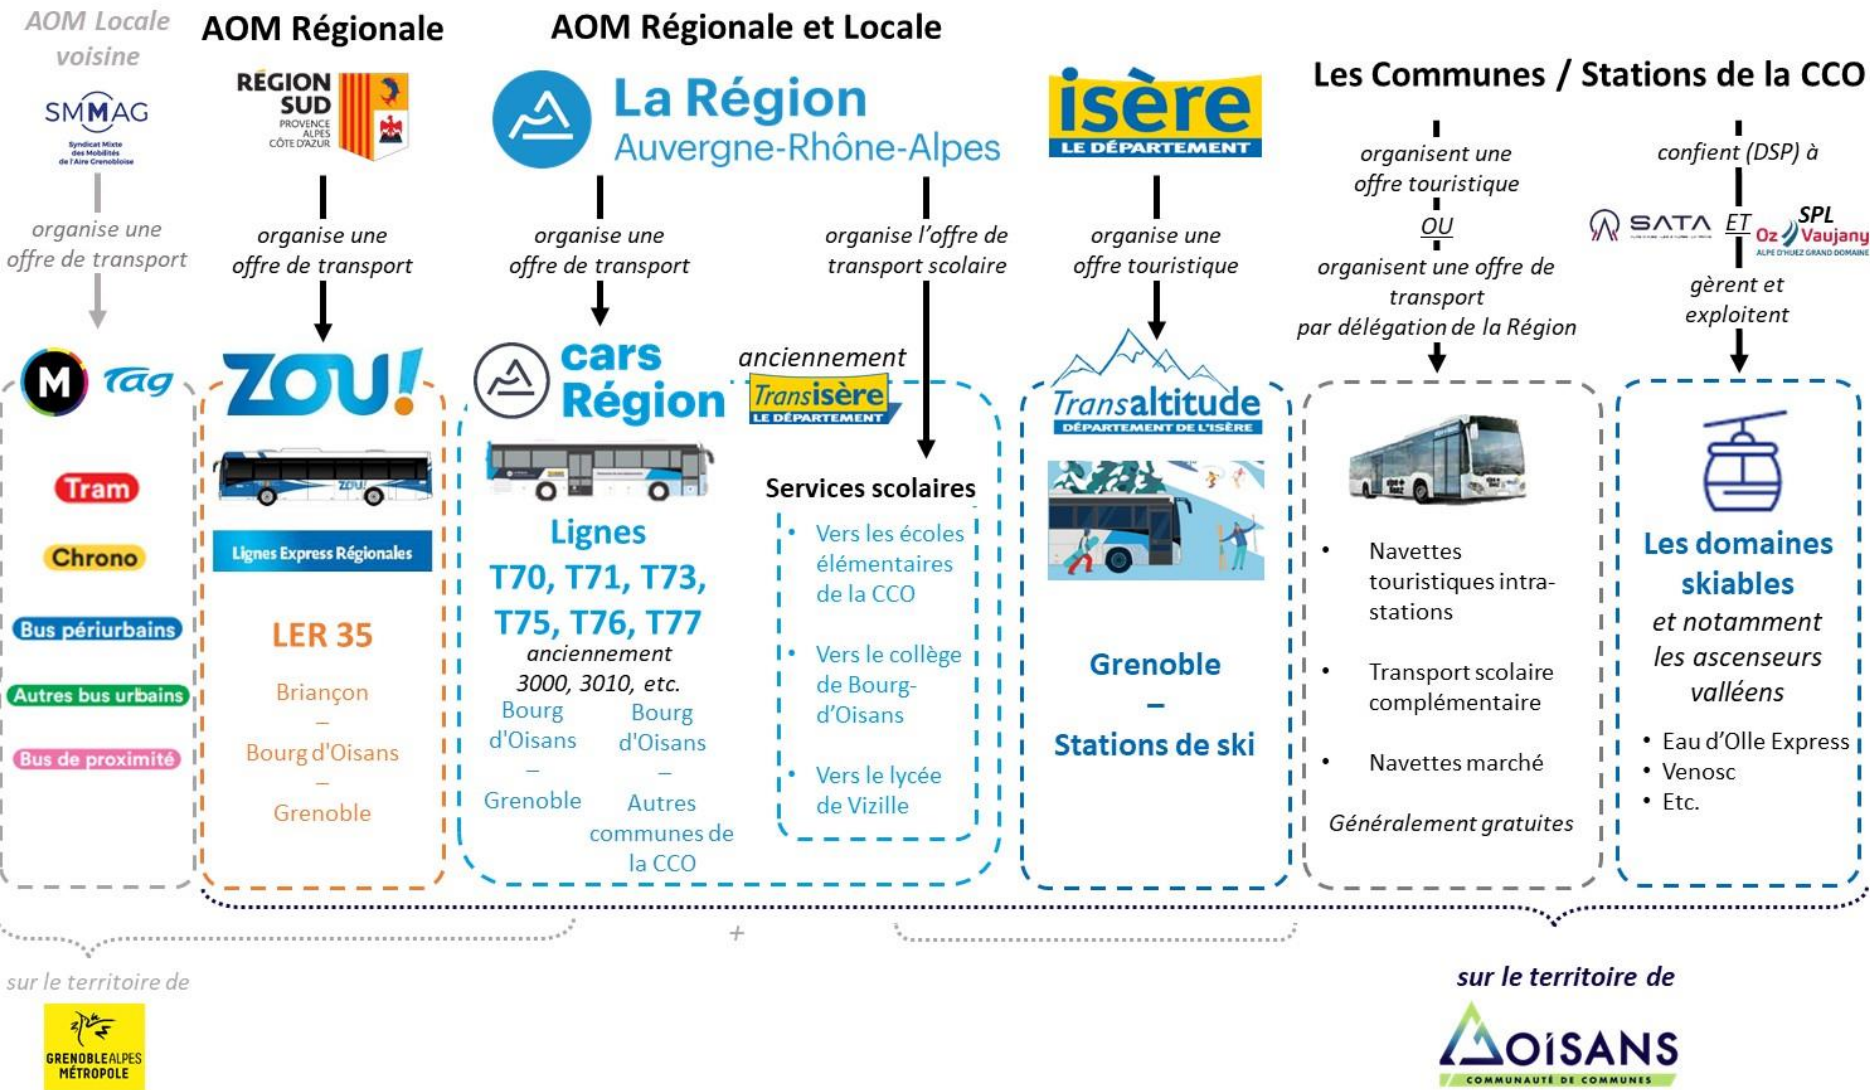 AOM Locale
voisine
SMMAG
Syndicat Mixte
des Mobilités
de l'Aire Grenobloise
organise une
offre de transport
M Tag
Tram
Chrono
Bus périurbains
Autres bus urbains
Bus de proximité
AOM Régionale
RÉGION
SUD
PROVENCE
ALPES
CÔTE D'AZUR
organise une
offre de transport
ZOU!
ZOU!
Lignes Express Régionales
LER 35
Briançon
–
Bourg d'Oisans
–
Grenoble
AOM Régionale et Locale
La Région
Auvergne-Rhône-Alpes
organise une
offre de transport
cars
Région
Lignes
T70, T71, T73,
T75, T76, T77
anciennement
3000, 3010, etc.
Bourg
d'Oisans
–
Grenoble
Bourg
d'Oisans
–
Autres
communes de
la CCO
organise l'offre de
transport scolaire
anciennement
Transisère
LE DÉPARTEMENT
Services scolaires
• Vers les écoles
élémentaires
de la CCO
• Vers le collège
de Bourg-
d'Oisans
• Vers le lycée
de Vizille
isère
LE DÉPARTEMENT
organise une
offre touristique
Transaltitude
DÉPARTEMENT DE L'ISÈRE
Grenoble
–
Stations de ski
Les Communes / Stations de la CCO
organisent une
offre touristique
OU
organisent une offre de
transport
par délégation de la Région
• Navettes
touristiques intra-
stations
• Transport scolaire
complémentaire
• Navettes marché
Généralement gratuites
confient (DSP) à
SATA ET SPL
Oz Vaujany
ALPE D'HUEZ GRAND DOMAINE
gèrent et
exploitent
Les domaines
skiables
et notamment
les ascenseurs
valléens
• Eau d'Olle Express
• Venosc
• Etc.
+
sur le territoire de
GRENOBLEALPES
MÉTROPOLE
sur le territoire de
OISANS
COMMUNAUTÉ DE COMMUNES